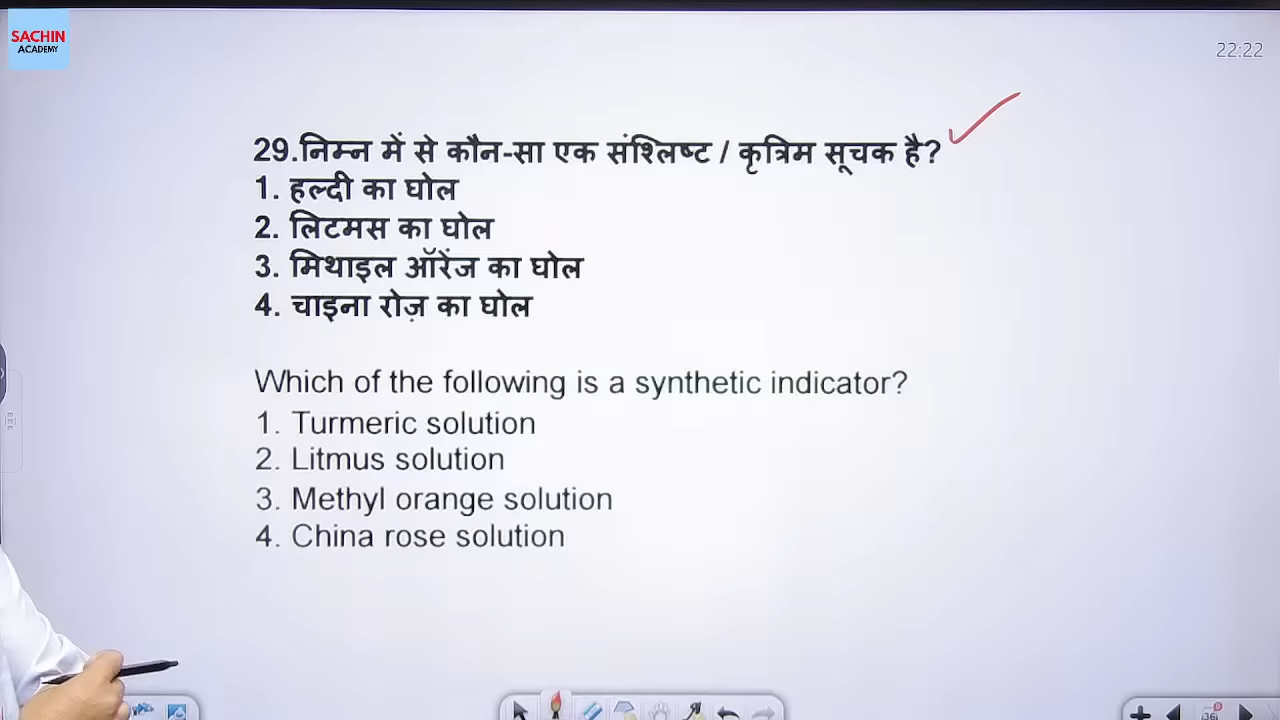 SACHIN
ACADEMY
22:22
29.निम्न में से कौन-सा एक संश्लिष्ट / कृत्रिम सूचक है?
1. हल्दी का घोल
2. लिटमस का घोल
3. मिथाइल ऑरेंज का घोल
4. चाइना रोज़ का घोल
Which of the following is a synthetic indicator?
1. Turmeric solution
2. Litmus solution
3. Methyl orange solution
4. China rose solution